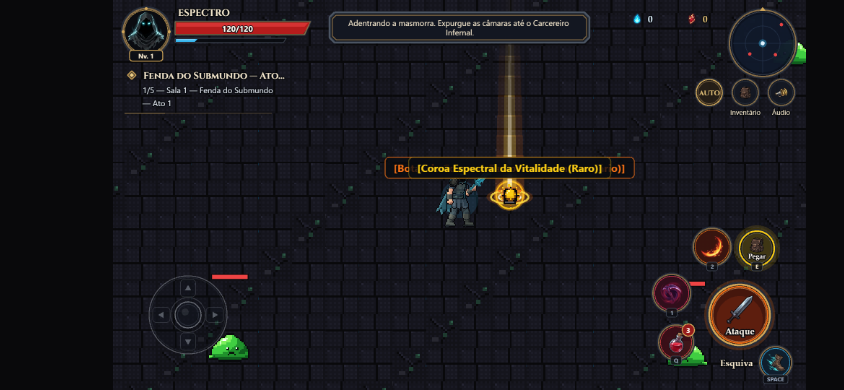 ESPECTRO
120/120
Nv. 1
Adentrando a masmorra. Expurgue as câmaras até o Carcereiro
Infernal.
0
0
Fenda do Submundo — Ato...
1/5 — Sala 1 — Fenda do Submundo
— Ato 1
AUTO
Inventário
Áudio
[Bo
[Coroa Espectral da Vitalidade (Raro)]
o)]
2
Pegar
E
1
Ataque
3
Q
Esquiva
SPACE